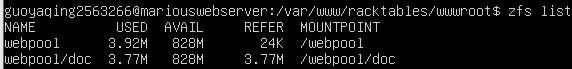 guoyaqing2563266@mariouswebserver:/var/www/racktables/wwwroot$ zfs list
NAME USED AVAIL REFER MOUNTPOINT
webpool 3.92M 828M 24K /webpool
webpool/doc 3.77M 828M 3.77M /webpool/doc